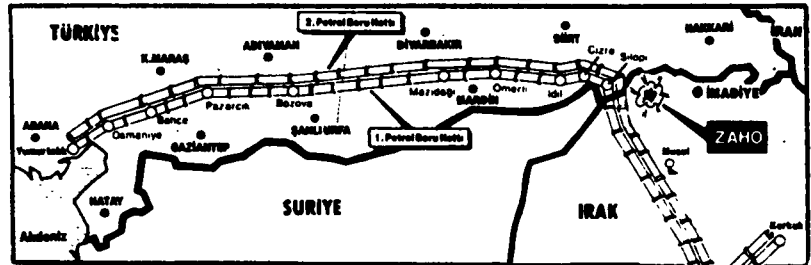 TÜRKİYE
2. Petrol Boru Hattı
SİİRT
HAKKARİ
İRAN
K.MARAŞ
ADIYAMAN
DİYARBAKIR
Cizre
Silopi
Pazarcık
Bozova
Mazıdağı
MARDİN
Ömerli
İdil
İMADİYE
ADANA
Yumurtalık
Osmaniye
Bahçe
GAZİANTEP
ŞANLIURFA
1. Petrol Boru Hattı
ZAHO
Musul
HATAY
SURİYE
IRAK
Akdeniz
Kerkük